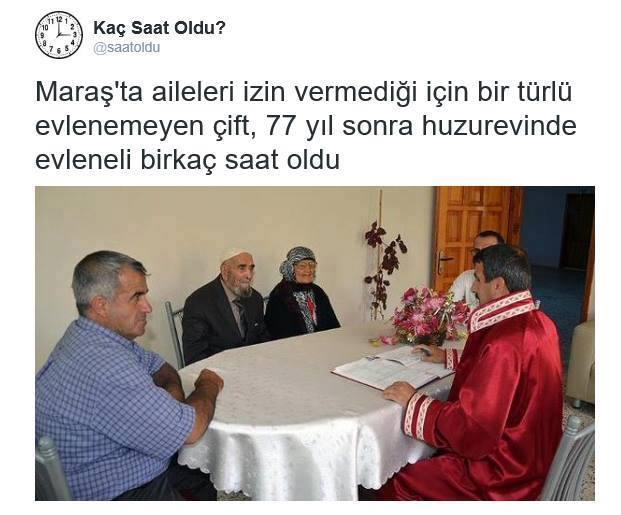 Kaç Saat Oldu?
@saatoldu
Maraş'ta aileleri izin vermediği için bir türlü
evlenemeyen çift, 77 yıl sonra huzurevinde
evleneli birkaç saat oldu